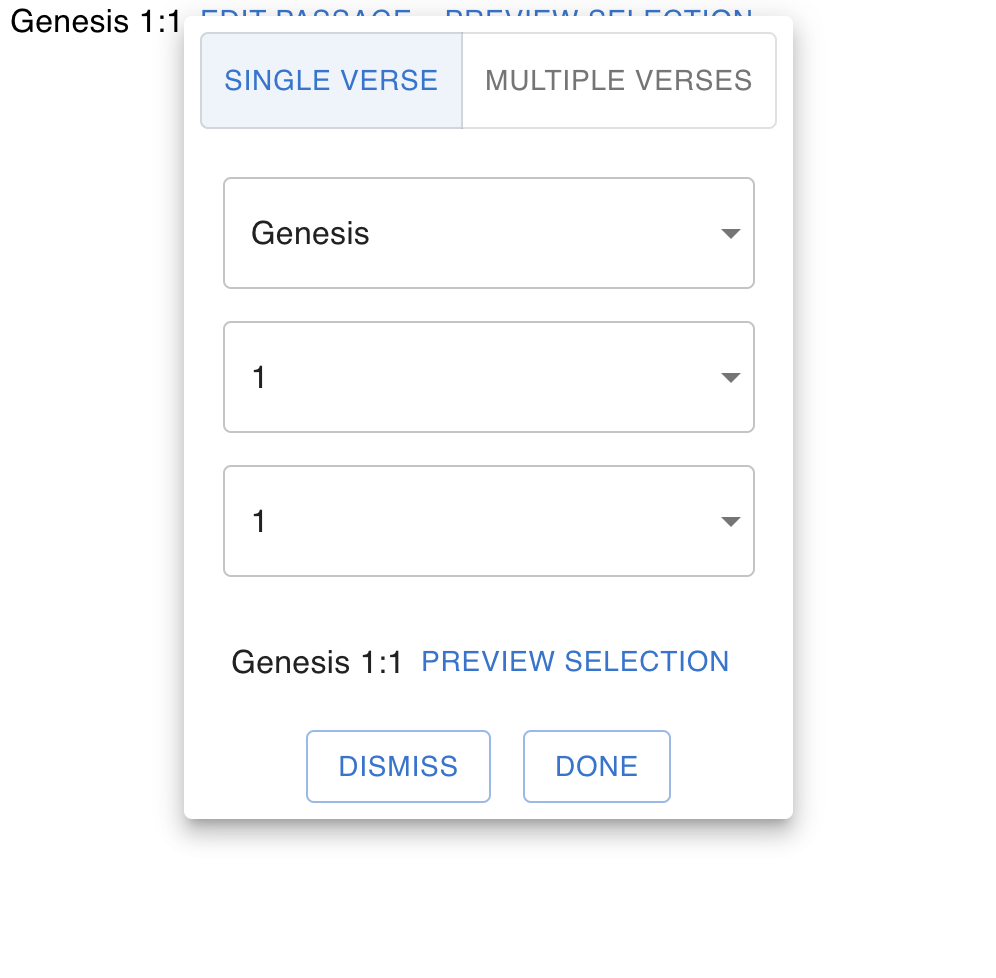 Genesis 1:1 EDIT PASSAGE PREVIEW SELECTION
SINGLE VERSE MULTIPLE VERSES
Genesis
1
1
Genesis 1:1 PREVIEW SELECTION
DISMISS DONE